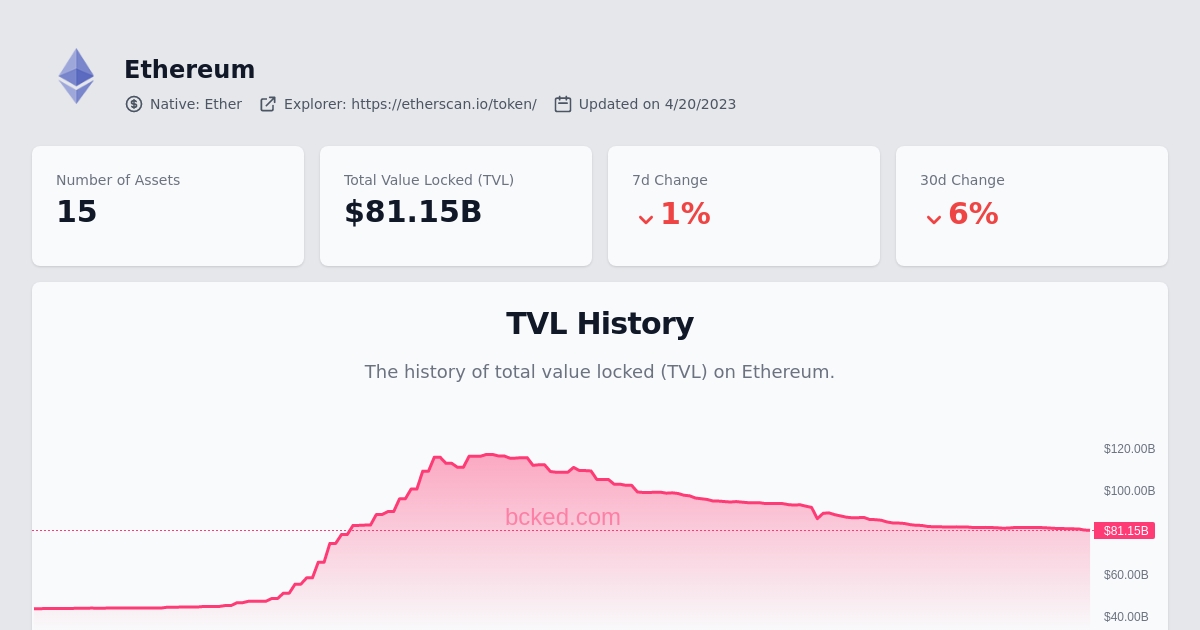 Ethereum
Native: Ether Explorer: https://etherscan.io/token/ Updated on 4/20/2023
Number of Assets
15
Total Value Locked (TVL)
$81.15B
7d Change
1%
30d Change
6%
TVL History
The history of total value locked (TVL) on Ethereum.
$120.00B
$100.00B
bcked.com
$81.15B
$60.00B
$40.00B